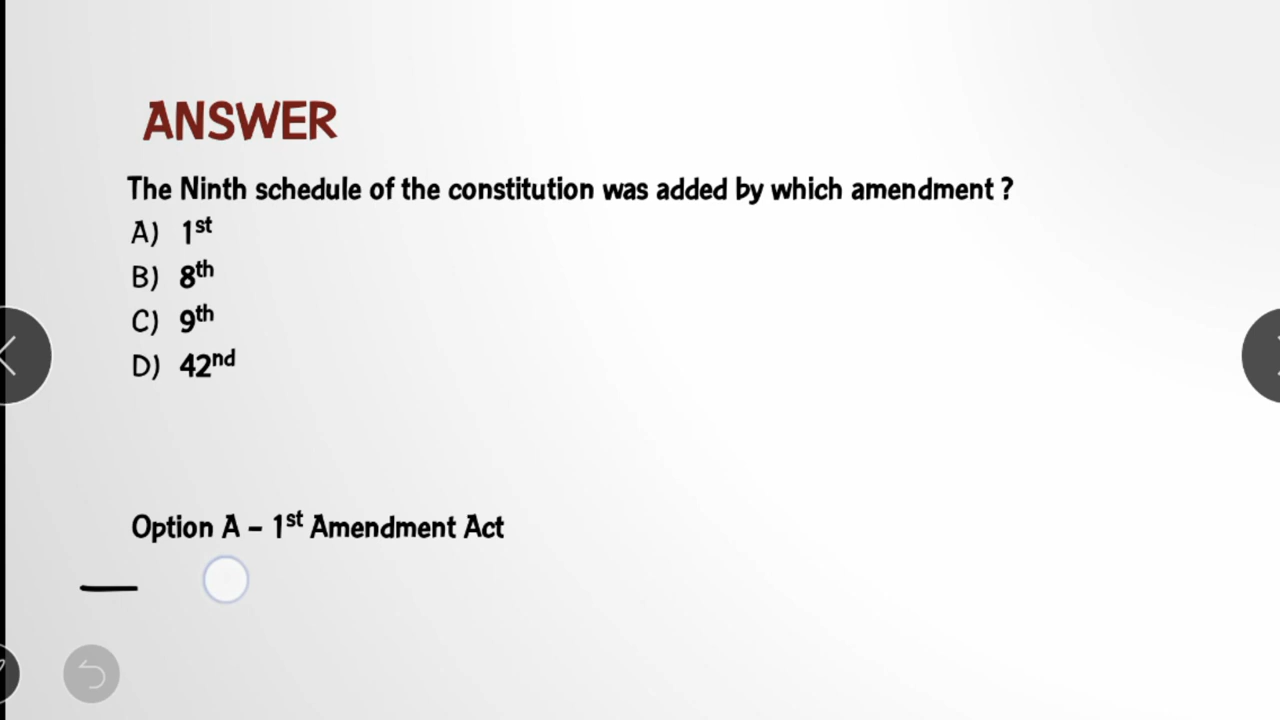 ANSWER
The Ninth schedule of the constitution was added by which amendment ?
A) 1st
B) 8th
C) 9th
D) 42nd
Option A – 1st Amendment Act